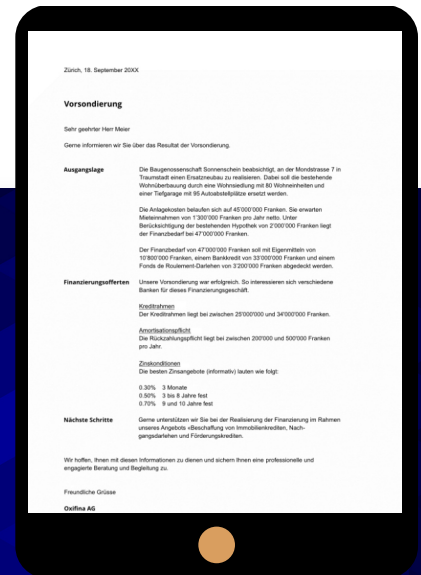 Zürich, 18. September 20XX
Vorsondierung
Sehr geehrter Herr Meier
Gerne informieren wir Sie über das Resultat der Vorsondierung.
Ausgangslage
Die Baugenossenschaft Sonnenschein beabsichtigt, an der Mondstrasse 7 in
Traumstadt einen Ersatzneubau zu realisieren. Dabei soll die bestehende
Wohnüberbauung durch eine Wohnsiedlung mit 80 Wohneinheiten und
einer Tiefgarage mit 95 Autoabstellplätze ersetzt werden.
Die Anlagekosten belaufen sich auf 45'000'000 Franken. Sie erwarten
Mieteinnahmen von 1'300'000 Franken pro Jahr netto. Unter
Berücksichtigung der bestehenden Hypothek von 2'000'000 Franken liegt
der Finanzbedarf bei 47'000'000 Franken.
Der Finanzbedarf von 47'000'000 Franken soll mit Eigenmitteln von
10'800'000 Franken, einem Bankkredit von 33'000'000 Franken und einem
Fonds de Roulement-Darlehen von 3'200'000 Franken abgedeckt werden.
Finanzierungsofferten
Unsere Vorsondierung war erfolgreich. So interessieren sich verschiedene
Banken für dieses Finanzierungsgeschäft.
Kreditrahmen
Der Kreditrahmen liegt bei zwischen 25'000'000 und 34'000'000 Franken.
Amortisationspflicht
Die Rückzahlungspflicht liegt bei zwischen 200'000 und 500'000 Franken
pro Jahr.
Zinskonditionen
Die besten Zinsangebote (informativ) lauten wie folgt:
0.30% 3 Monate
0.50% 3 bis 8 Jahre fest
0.70% 9 und 10 Jahre fest
Nächste Schritte
Gerne unterstützen wir Sie bei der Realisierung der Finanzierung im Rahmen
unseres Angebots «Beschaffung von Immobilienkrediten, Nach-
gangsdarlehen und Förderungskrediten.
Wir hoffen, Ihnen mit diesen Informationen zu dienen und sichern Ihnen eine professionelle und
engagierte Beratung und Begleitung zu.
Freundliche Grüsse
Oxifina AG